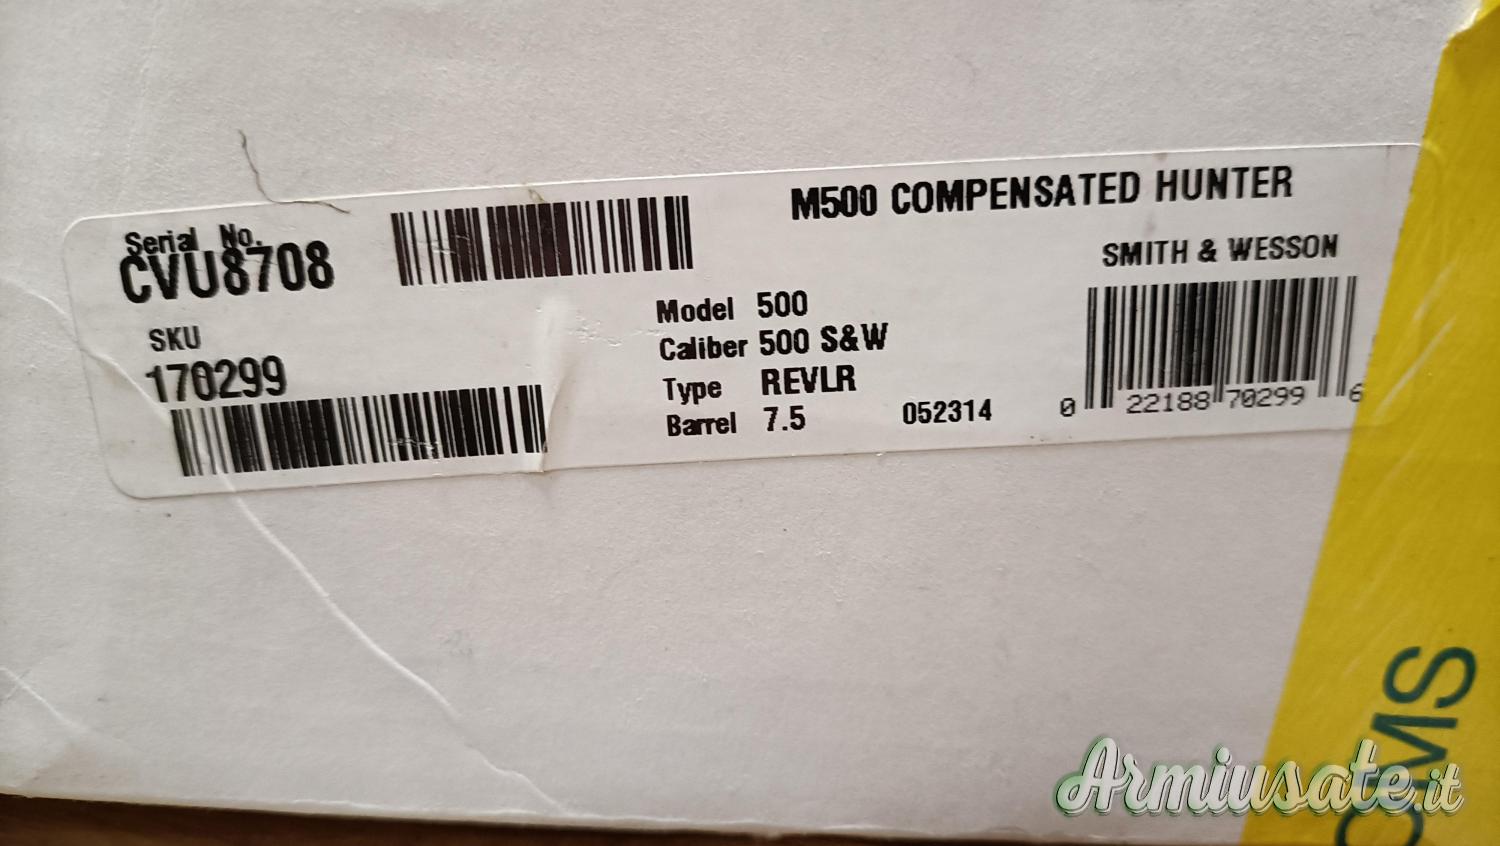 Serial No.
CVU8708
SKU
170299
M500 COMPENSATED HUNTER
SMITH & WESSON
Model 500
Caliber 500 S&W
Type REVLR
Barrel 7.5
052314
0 22188 70299 6
OMS
Armiusate.it